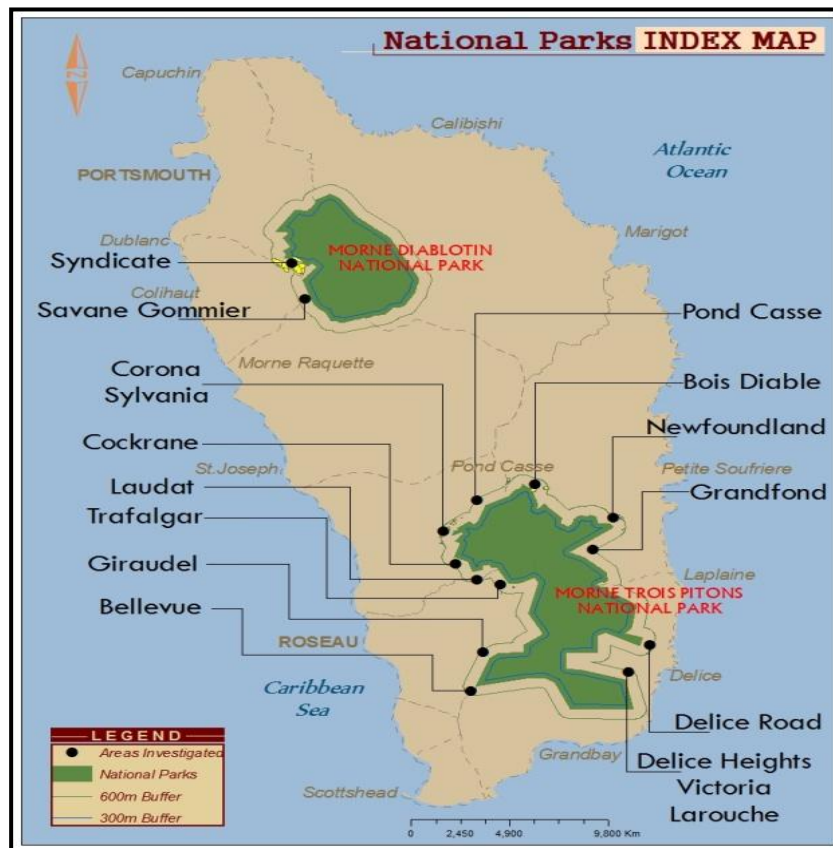 National Parks INDEX MAP
N
Capuchin
Calibishi
Atlantic
Ocean
PORTSMOUTH
Marigot
Dublanc
MORNE DIABLOTIN
NATIONAL PARK
Syndicate
Colihaut
Savane Gommier
Pond Casse
Morne Raquette
Corona
Sylvania
Bois Diable
Newfoundland
Cockrane
St.Joseph
Pond Casse
Petite Soufriere
Laudat
Grandfond
Trafalgar
Giraudel
Laplaine
MORNE TROIS PITONS
NATIONAL PARK
Bellevue
ROSEAU
Caribbean
Sea
Delice
Delice Road
LEGEND
Areas Investigated
National Parks
600m Buffer
300m Buffer
Grandbay
Delice Heights
Victoria
Larouche
Scottshead
0 2,450 4,900 9,800 Km